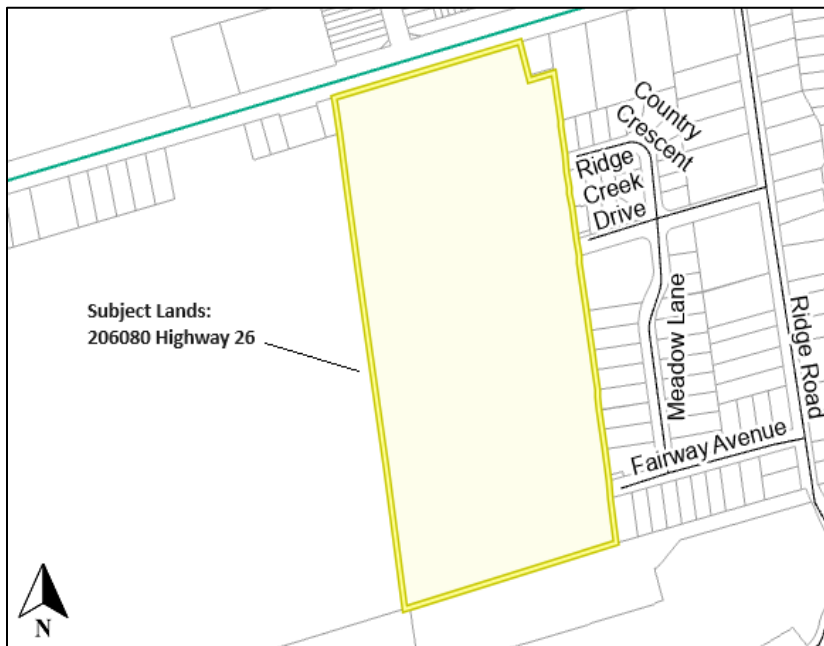 Country
Crescent
Ridge
Creek
Drive
Subject Lands:
206080 Highway 26
Meadow Lane
Ridge Road
Fairway Avenue
N